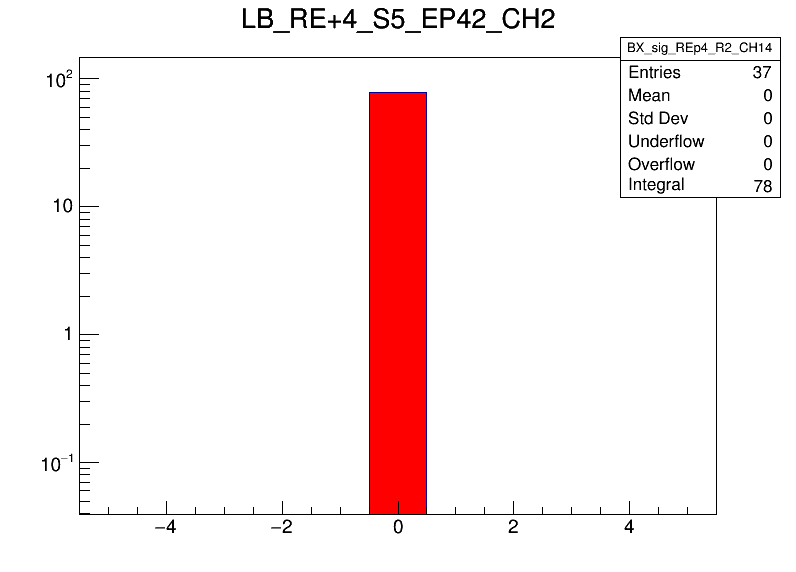 LB_RE+4_S5_EP42_CH2
BX_sig_REp4_R2_CH14
Entries 37
Mean 0
Std Dev 0
Underflow 0
Overflow 0
Integral 78
10²
10
1
10⁻¹
−4 −2 0 2 4